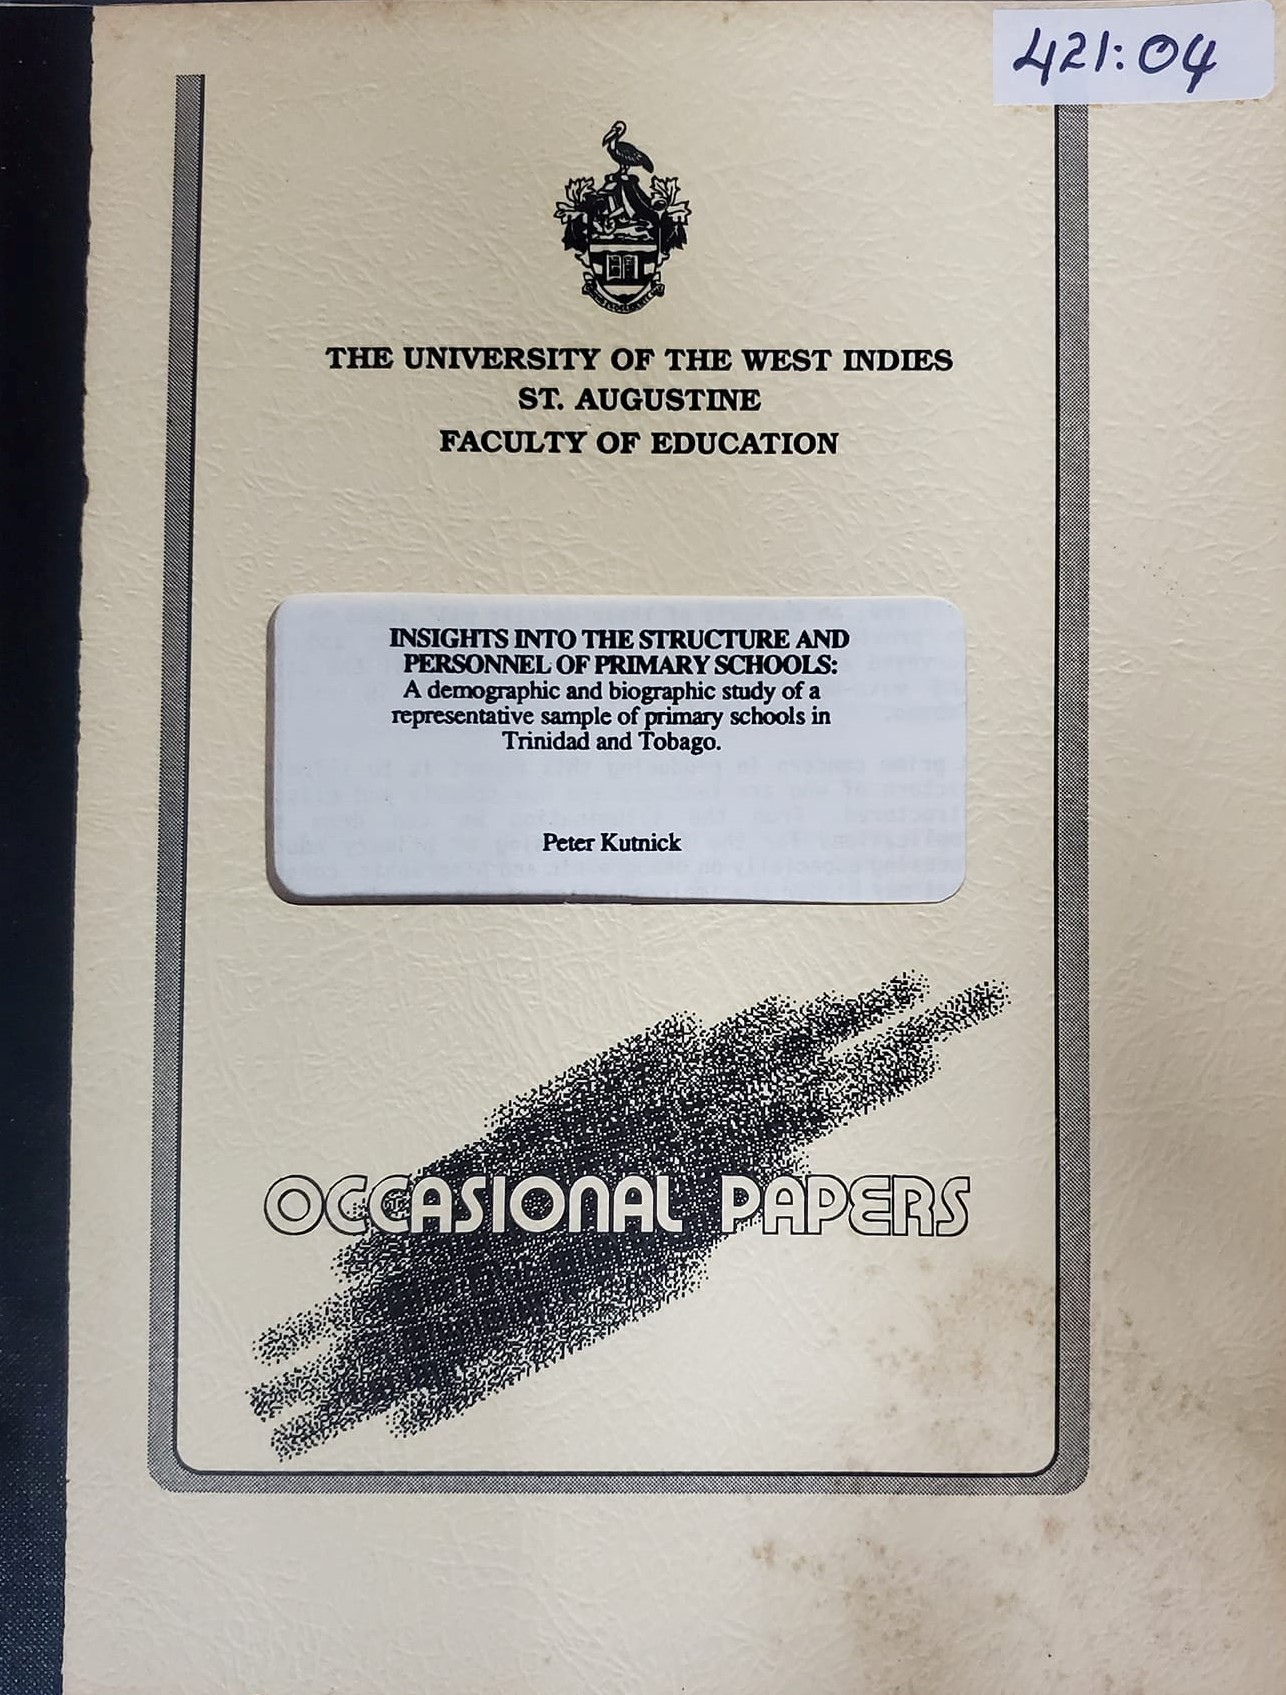 421:04
THE UNIVERSITY OF THE WEST INDIES
ST. AUGUSTINE
FACULTY OF EDUCATION
INSIGHTS INTO THE STRUCTURE AND
PERSONNEL OF PRIMARY SCHOOLS:
A demographic and biographic study of a
representative sample of primary schools in
Trinidad and Tobago.
Peter Kutnick
OCCASIONAL PAPERS